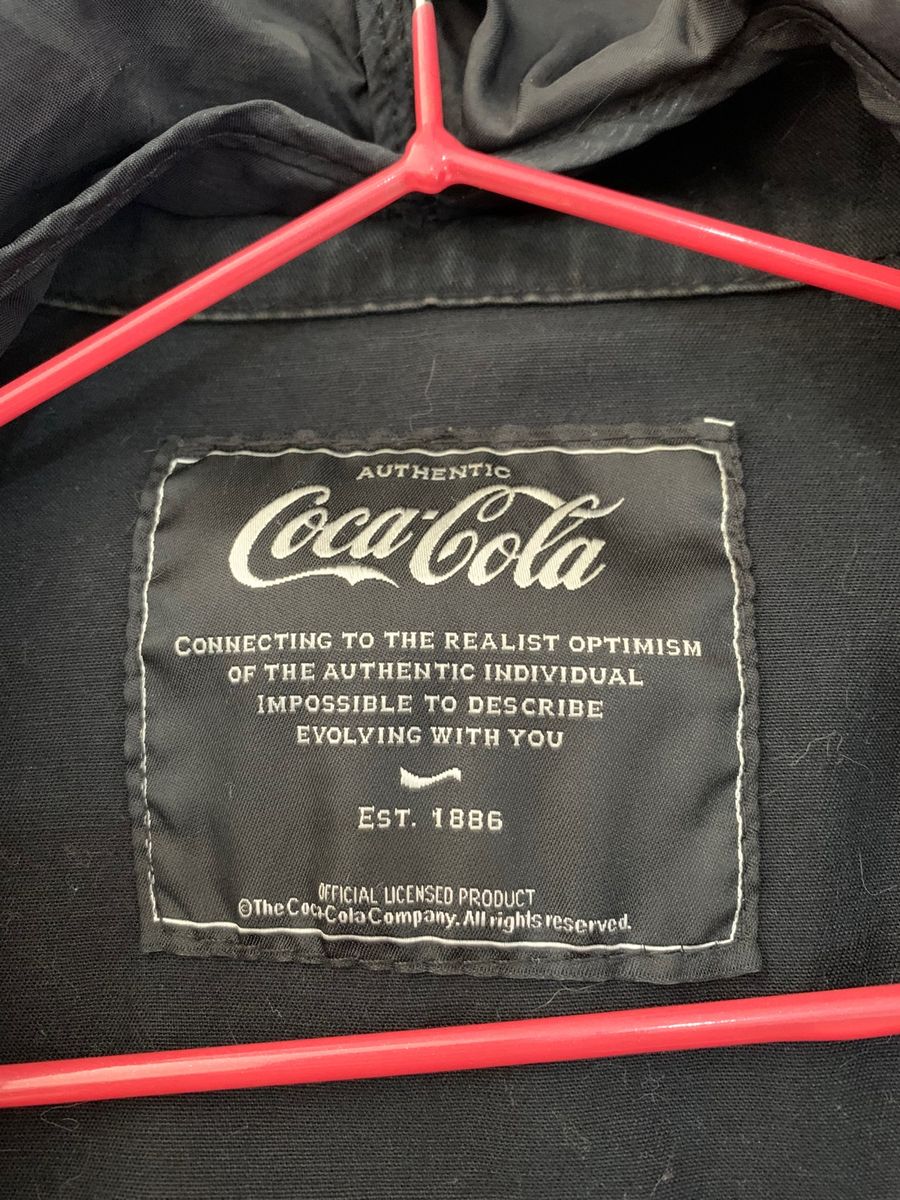 AUTHENTIC
Coca-Cola
CONNECTING TO THE REALIST OPTIMISM
OF THE AUTHENTIC INDIVIDUAL
IMPOSSIBLE TO DESCRIBE
EVOLVING WITH YOU
EST. 1886
OFFICIAL LICENSED PRODUCT
©The Coca-Cola Company. All rights reserved.